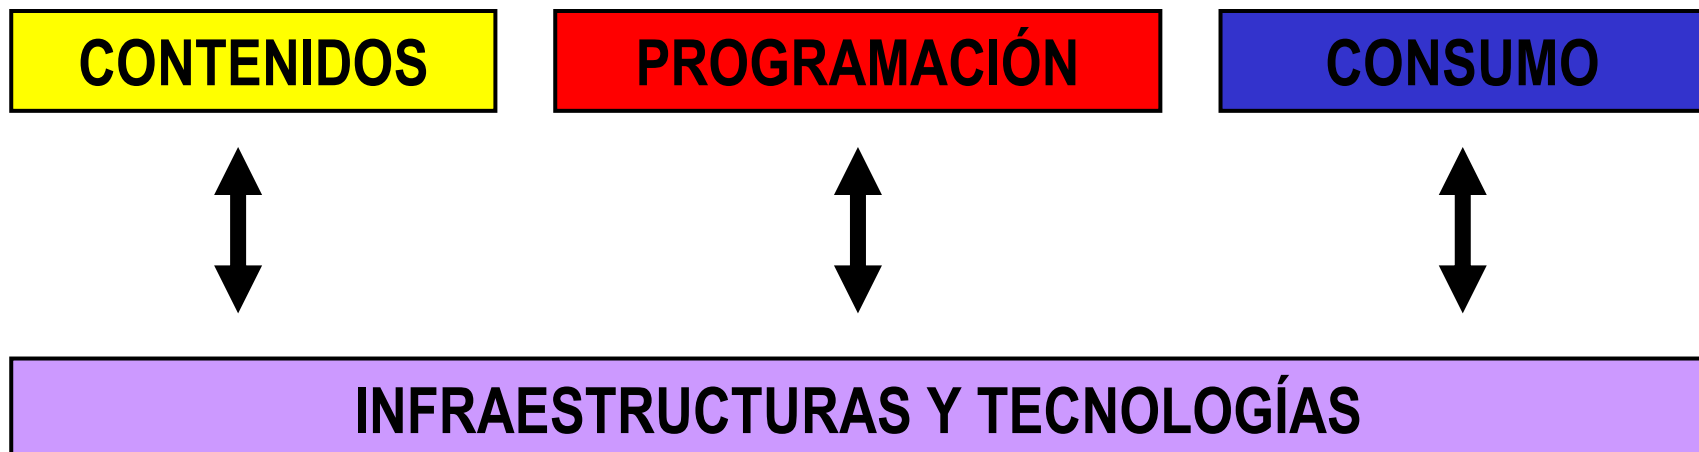 CONTENIDOS
PROGRAMACIÓN
CONSUMO
INFRAESTRUCTURAS Y TECNOLOGÍAS